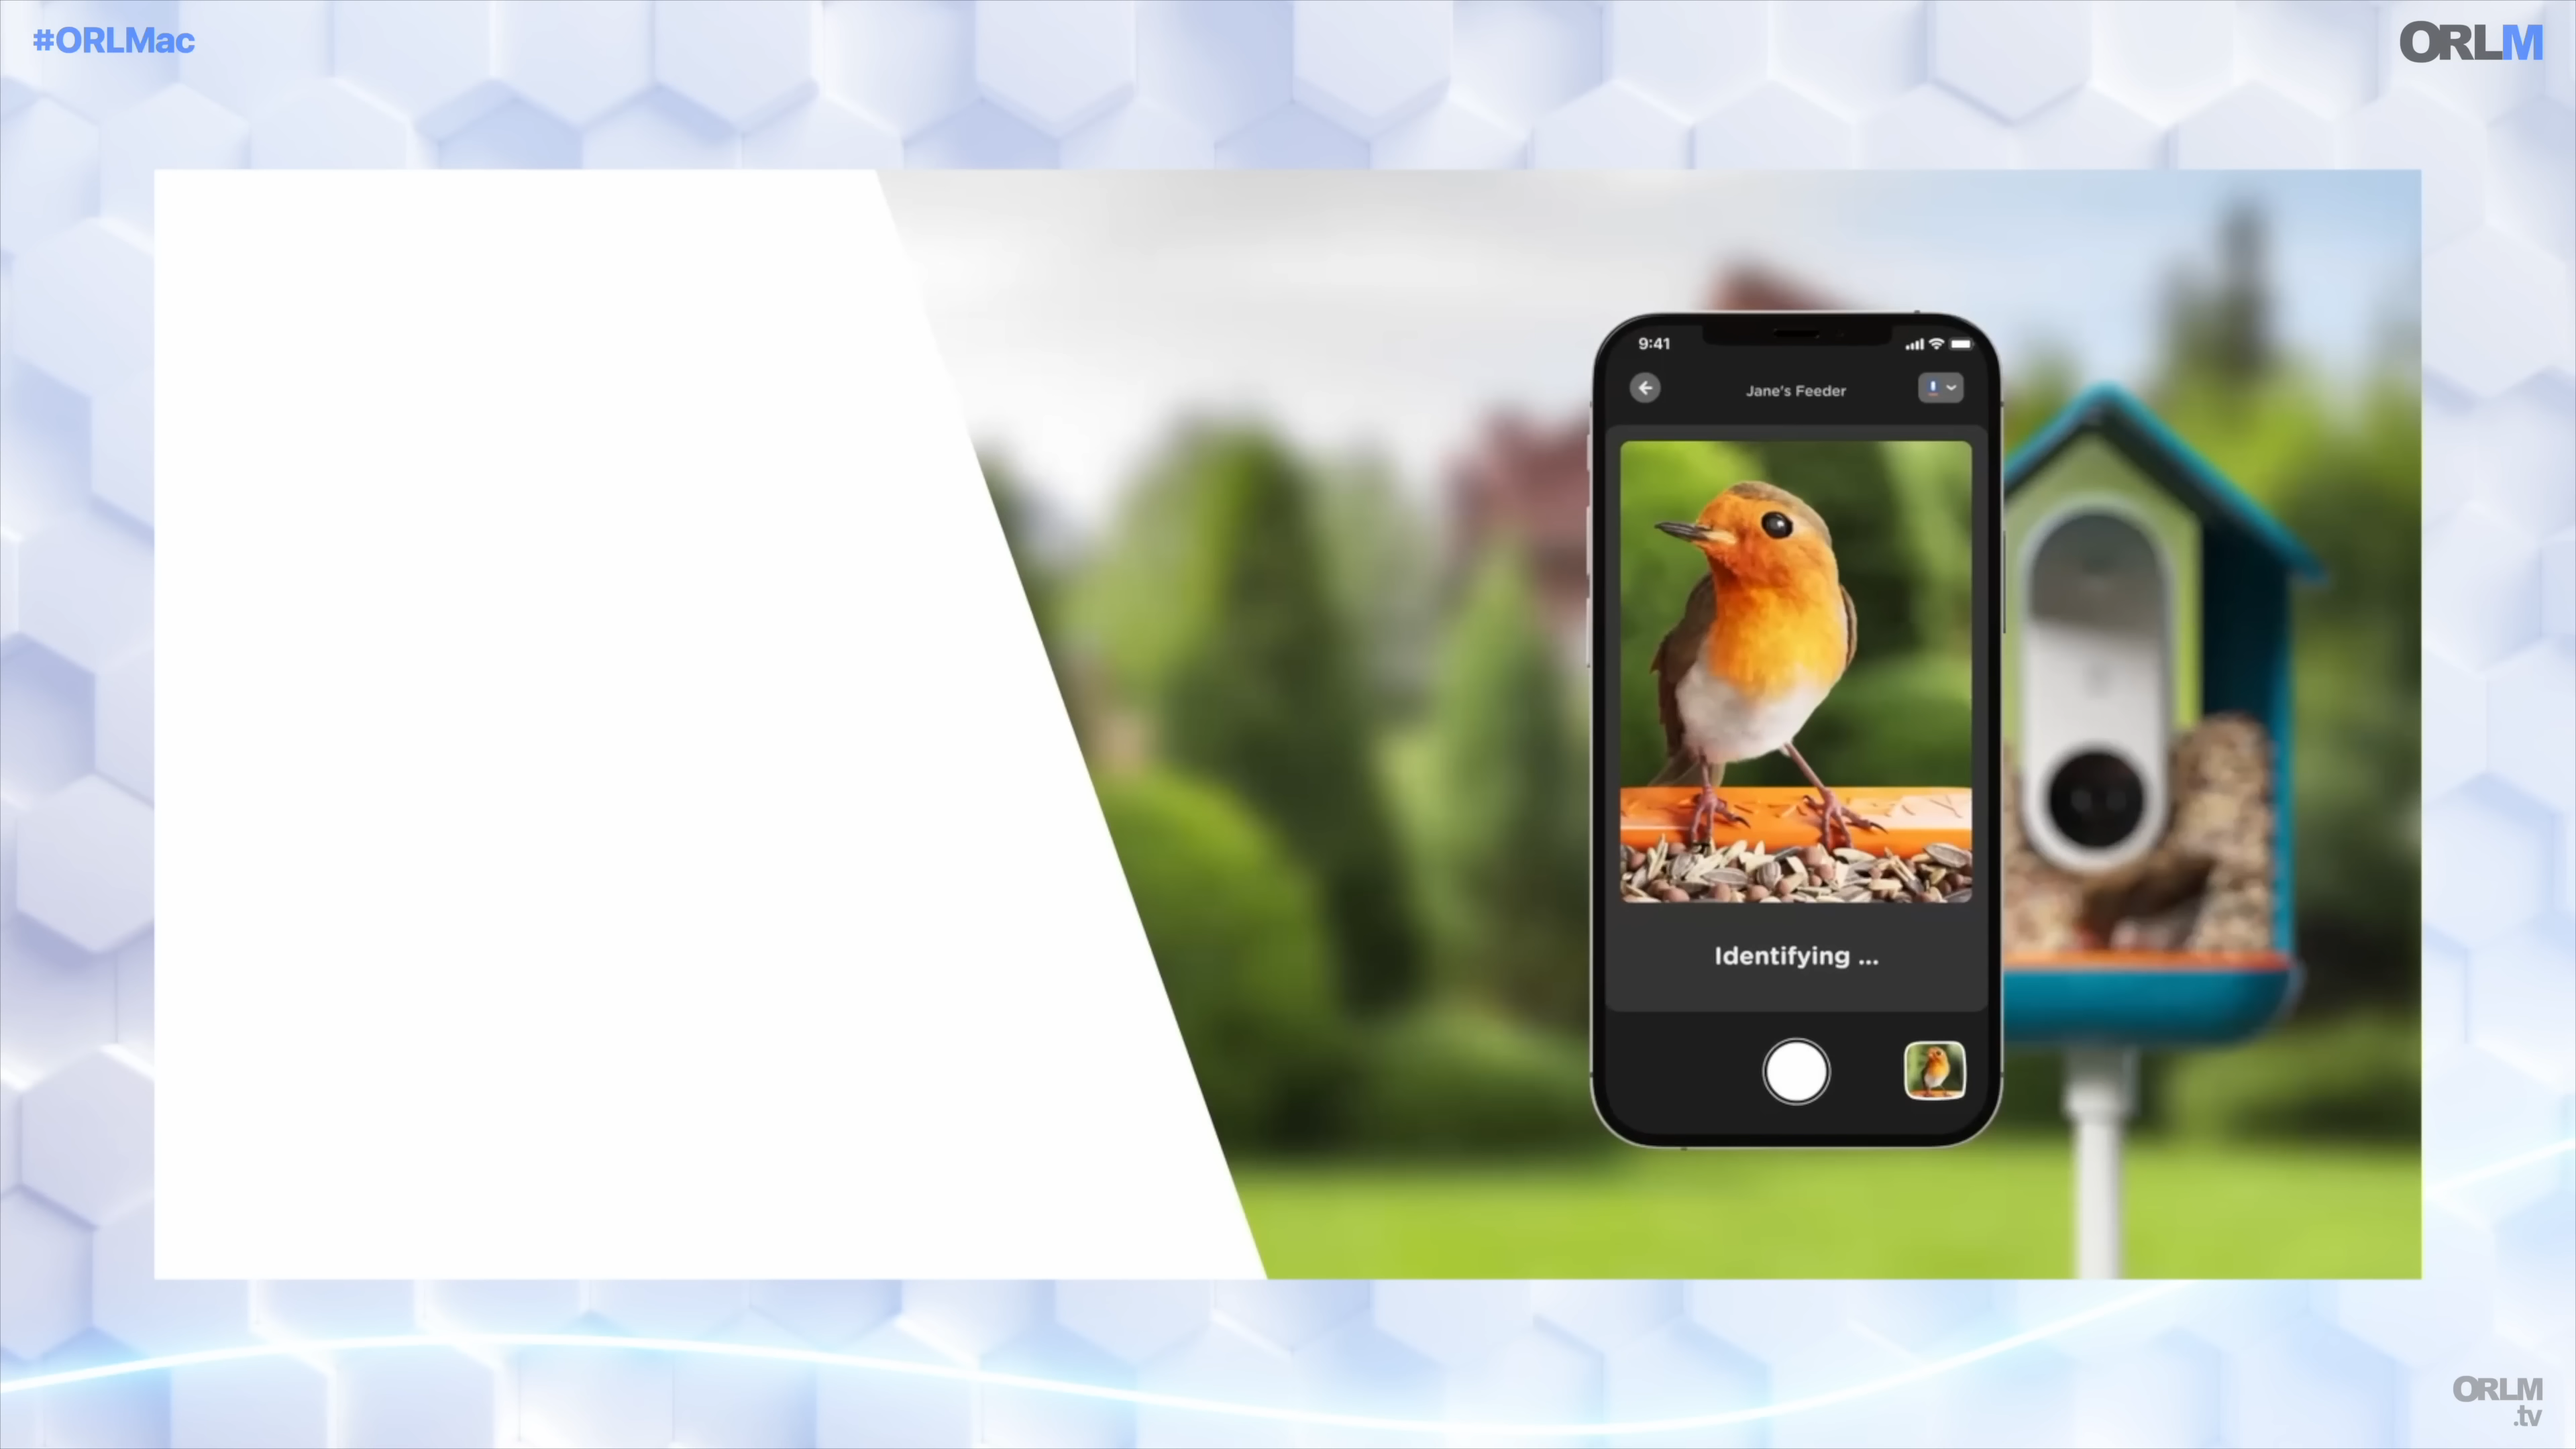 #ORLMac
ORLM
9:41
Jane's Feeder
Identifying ...
ORLM
.tv